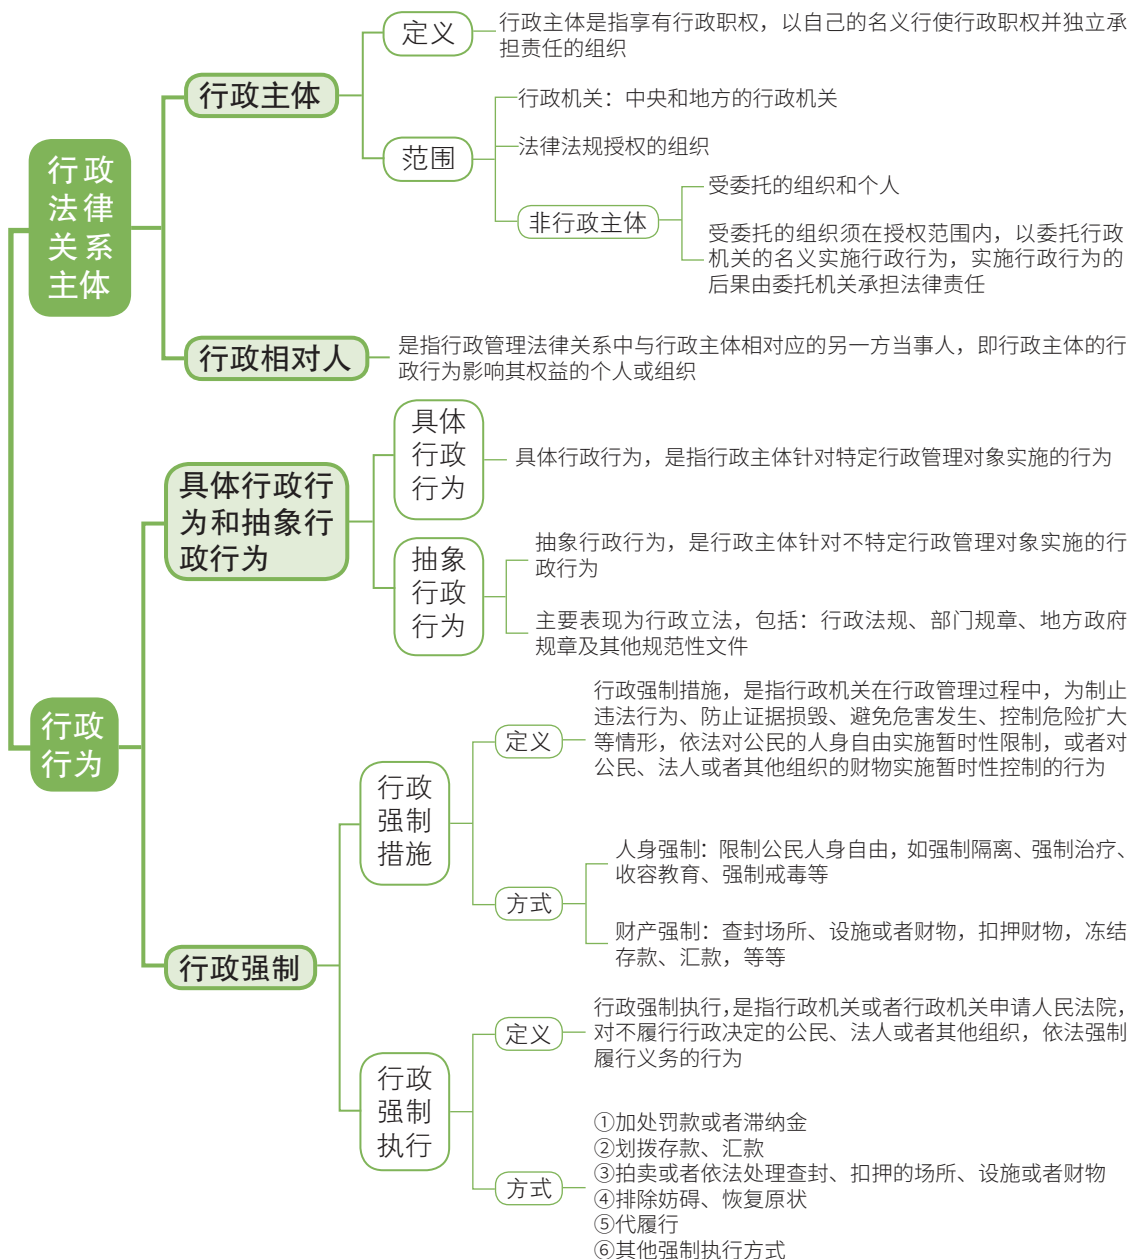 行政
法律
关系
主体
行政主体
定义
行政主体是指享有行政职权，以自己的名义行使行政职权并独立承
担责任的组织
范围
行政机关：中央和地方的行政机关
法律法规授权的组织
非行政主体
受委托的组织和个人
受委托的组织须在授权范围内，以委托行政
机关的名义实施行政行为，实施行政行为的
后果由委托机关承担法律责任
行政相对人
是指行政管理法律关系中与行政主体相对应的另一方当事人，即行政主体的行
政行为影响其权益的个人或组织
行政
行为
具体行政行
为和抽象行
政行为
具体
行政
行为
具体行政行为，是指行政主体针对特定行政管理对象实施的行为
抽象
行政
行为
抽象行政行为，是行政主体针对不特定行政管理对象实施的行
政行为
主要表现为行政立法，包括：行政法规、部门规章、地方政府
规章及其他规范性文件
行政强制
行政
强制
措施
定义
行政强制措施，是指行政机关在行政管理过程中，为制止
违法行为、防止证据损毁、避免危害发生、控制危险扩大
等情形，依法对公民的人身自由实施暂时性限制，或者对
公民、法人或者其他组织的财物实施暂时性控制的行为
方式
人身强制：限制公民人身自由，如强制隔离、强制治疗、
收容教育、强制戒毒等
财产强制：查封场所、设施或者财物，扣押财物，冻结
存款、汇款，等等
行政
强制
执行
定义
行政强制执行，是指行政机关或者行政机关申请人民法院，
对不履行行政决定的公民、法人或者其他组织，依法强制
履行义务的行为
方式
①加处罚款或者滞纳金
②划拨存款、汇款
③拍卖或者依法处理查封、扣押的场所、设施或者财物
④排除妨碍、恢复原状
⑤代履行
⑥其他强制执行方式